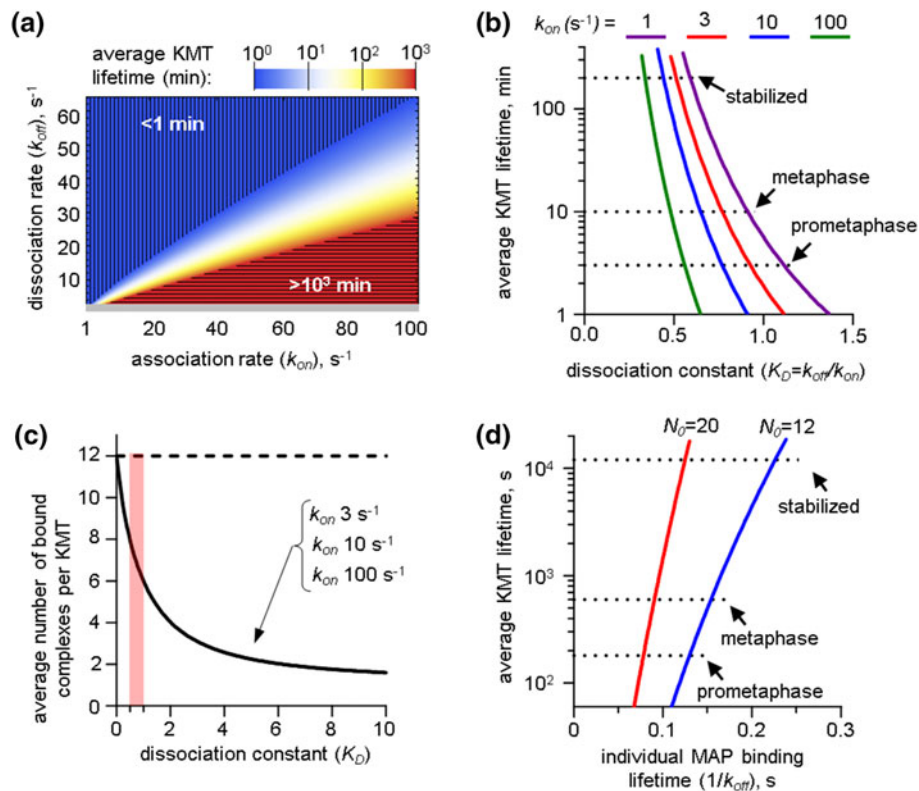 (a)
average KMT
lifetime (min):
10⁰ 10¹ 10² 10³
dissociation rate (k_off), s⁻¹
60
50
40
30
20
10
<1 min
>10³ min
1 20 40 60 80 100
association rate (k_on), s⁻¹
(b)
k_on (s⁻¹) = 1 3 10 100
average KMT lifetime, min
100
10
1
stabilized
metaphase
prometaphase
0.0 0.5 1.0 1.5
dissociation constant (K_D=k_off/k_on)
(c)
average number of bound
complexes per KMT
12
10
8
6
4
2
0
k_on 3 s⁻¹
k_on 10 s⁻¹
k_on 100 s⁻¹
0 2 4 6 8 10
dissociation constant (K_D)
(d)
N₀=20 N₀=12
average KMT lifetime, s
10⁴
10³
10²
stabilized
metaphase
prometaphase
0 0.1 0.2 0.3
individual MAP binding
lifetime (1/k_off), s